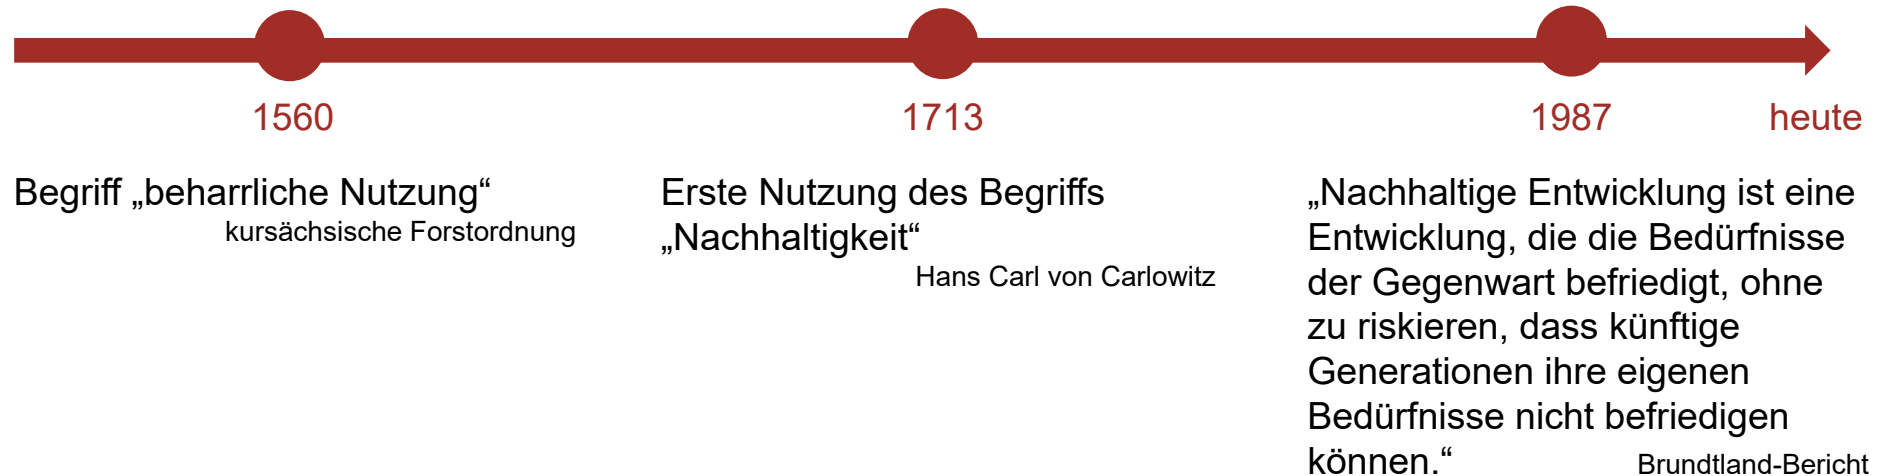 1560
1713
1987
heute
Begriff „beharrliche Nutzung“
kursächsische Forstordnung
Erste Nutzung des Begriffs
„Nachhaltigkeit“
Hans Carl von Carlowitz
„Nachhaltige Entwicklung ist eine
Entwicklung, die die Bedürfnisse
der Gegenwart befriedigt, ohne
zu riskieren, dass künftige
Generationen ihre eigenen
Bedürfnisse nicht befriedigen
können.“
Brundtland-Bericht